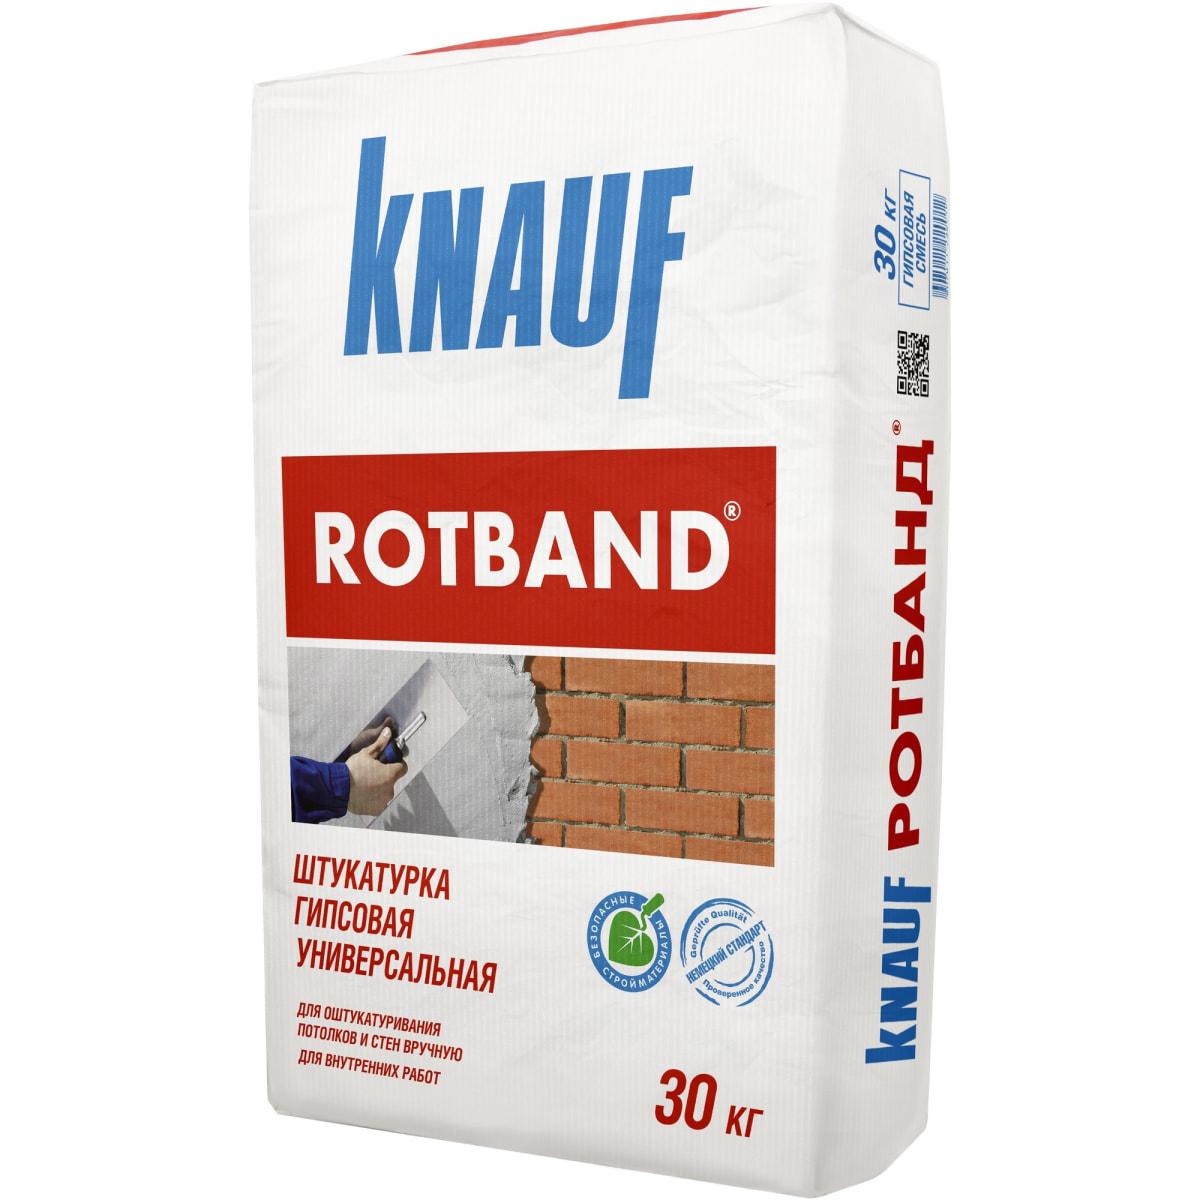 KNAUF
ROTBAND®
ШТУКАТУРКА
ГИПСОВАЯ
УНИВЕРСАЛЬНАЯ
ДЛЯ ОШТУКАТУРИВАНИЯ
ПОТОЛКОВ И СТЕН ВРУЧНУЮ
ДЛЯ ВНУТРЕННИХ РАБОТ
БЕЗОПАСНЫЕ
СТРОЙМАТЕРИАЛЫ
Geprüfte Qualität
НЕМЕЦКИЙ СТАНДАРТ
Проверенное качество
30 КГ
30 КГ
ГИПСОВАЯ
СМЕСЬ
KNAUF РОТБАНД®